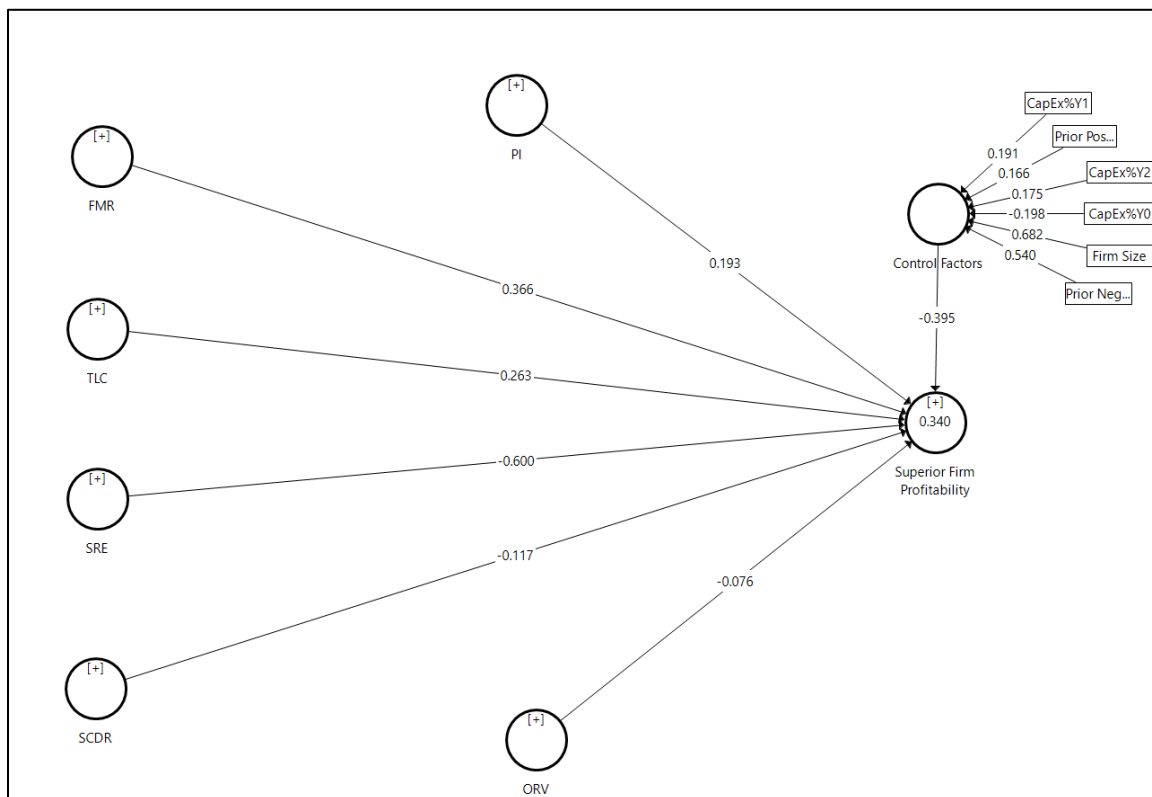 [+]
PI
[+]
FMR
CapEx%Y1
Prior Pos...
CapEx%Y2
CapEx%Y0
Firm Size
Prior Neg...
0.191
0.166
0.175
-0.198
0.682
0.540
Control Factors
0.193
0.366
-0.395
[+]
TLC
0.263
[+]
0.340
Superior Firm
Profitability
-0.600
[+]
SRE
-0.117
-0.076
[+]
SCDR
[+]
ORV